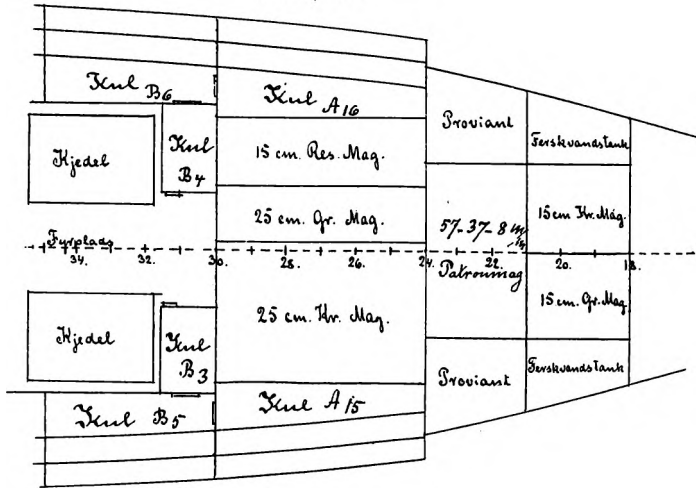 Kul B6
Kul A16
Proviant
Ferskvandstank
Kjedel
Kul
B4
15 cm. Res. Mag.
25 cm. Gr. Mag.
57-37-8 m/m
15 cm Kr. Mag.
Fyrplads
34. 32. 30. 28. 26. 24. 22. 20. 18.
Patronmag
25 cm. Kr. Mag.
15 cm. Gr. Mag
Kjedel
Kul
B3
Proviant
Ferskvandstank
Kul B5
Kul A15